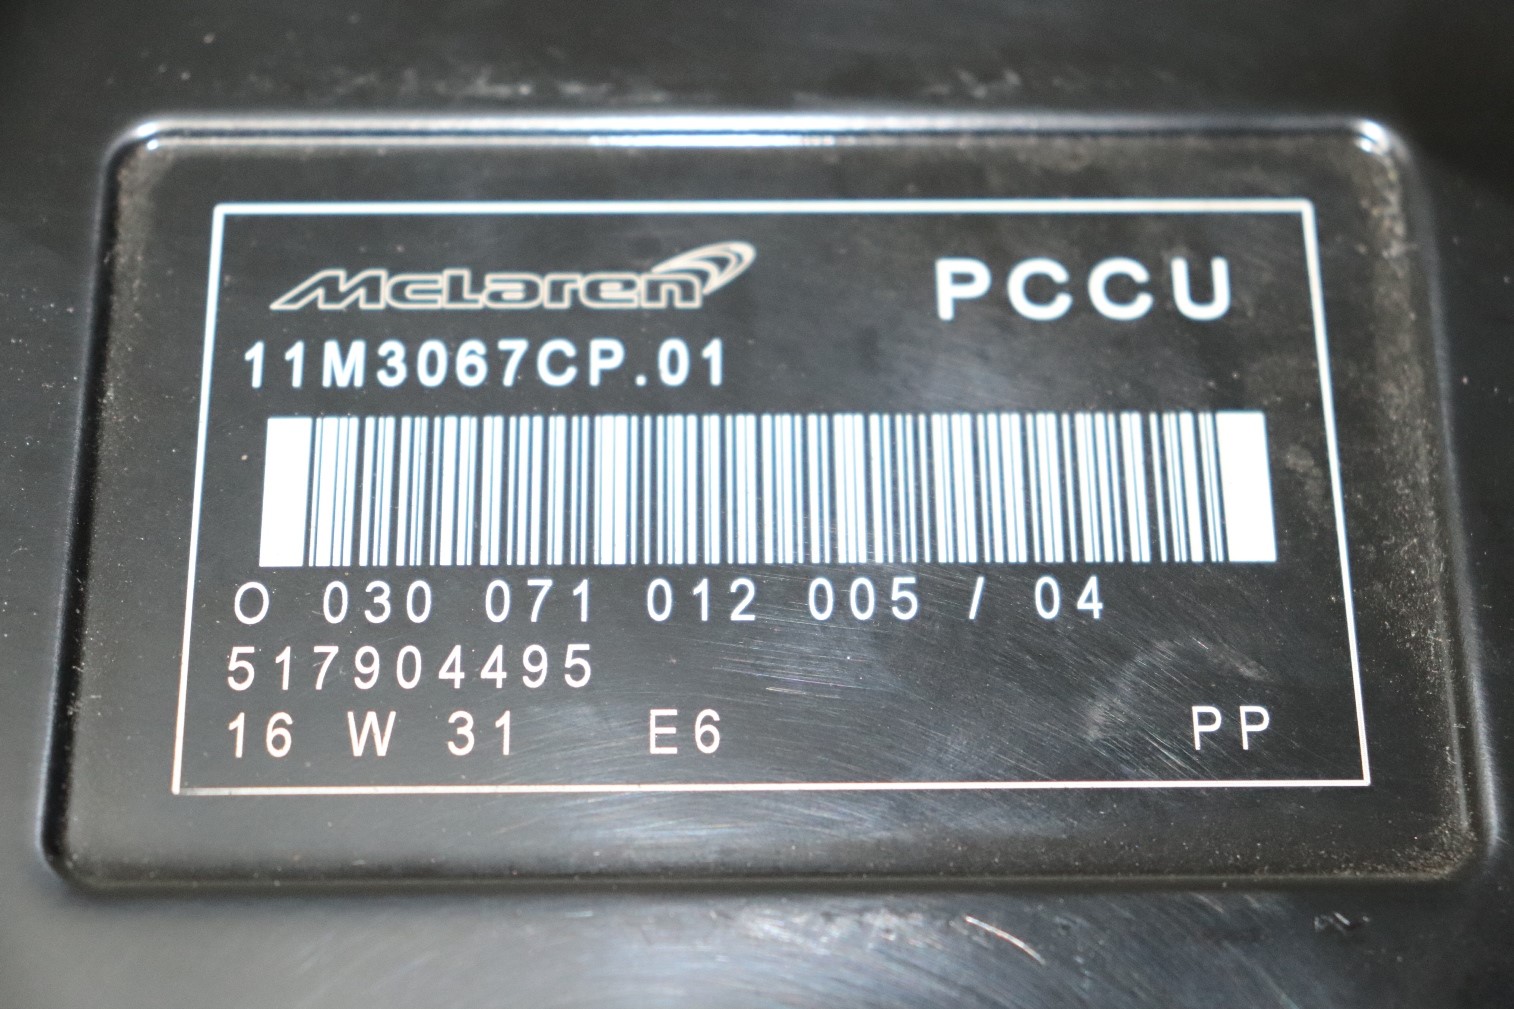 McLaren PCCU
11M3067CP.01
O 030 071 012 005 / 04
517904495
16 W 31 E6 PP